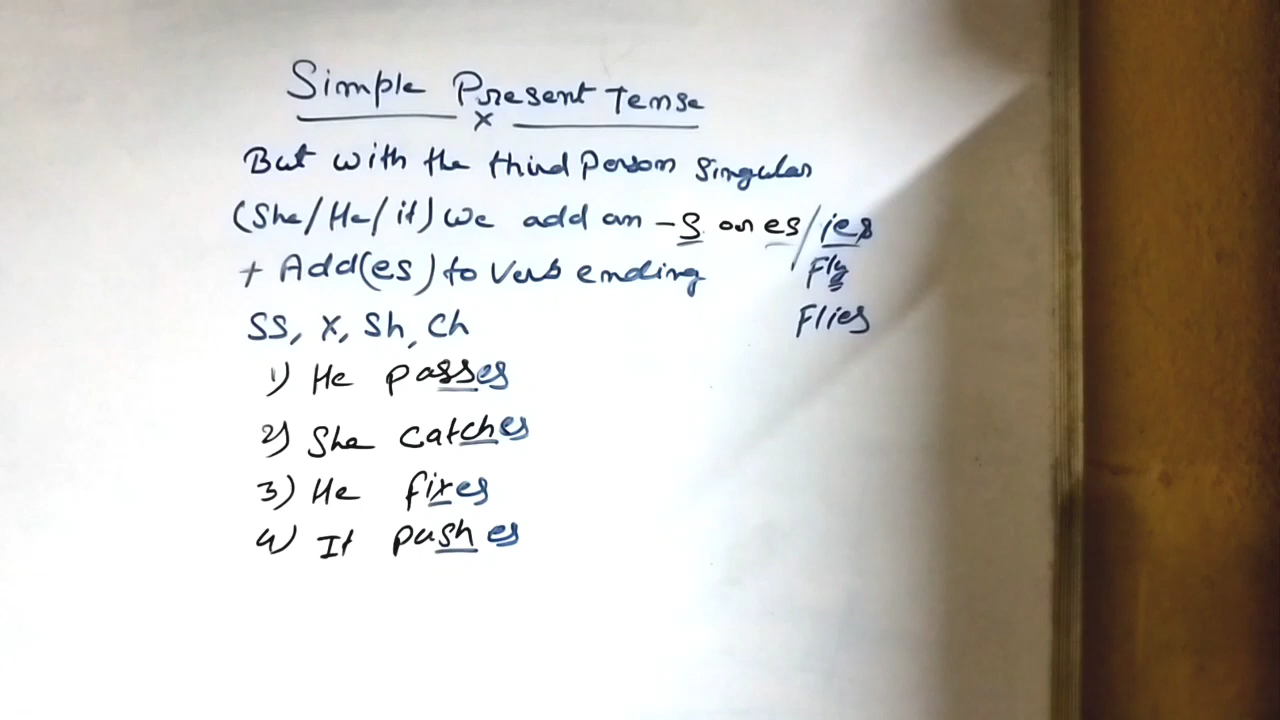 Simple Present Tense
x
But with the third Person Singular
(She/He/it) we add an -S or es/ies
+ Add(es) to Verb ending
Fly
SS, X, Sh, Ch
Flies
1) He passes
2) She catches
3) He fixes
4) It pushes